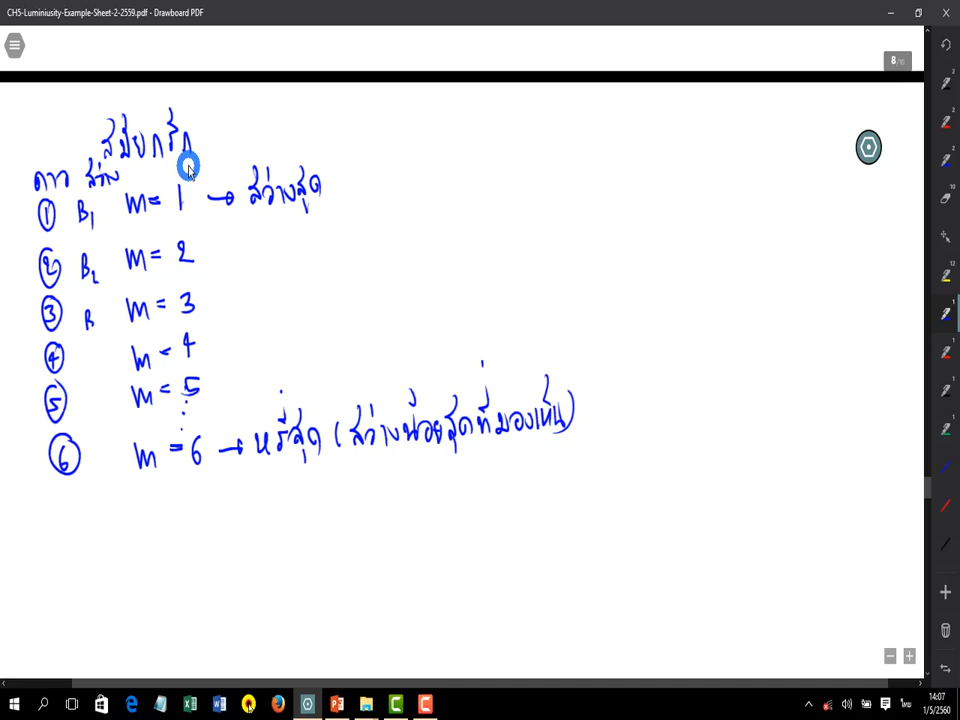 CH5-Luminiusity-Example-Sheet-2-2559.pdf - Drawboard PDF
8/10
สมัยกรีก
ดาว สว่าง
① B₁ m = 1 → สว่างสุด
② B₂ m = 2
③ B m = 3
④ m = 4
⑤ m = 5
⑥ m = 6 → หรี่สุด (สว่างน้อยสุดที่มองเห็น)
14:07
1/5/2560